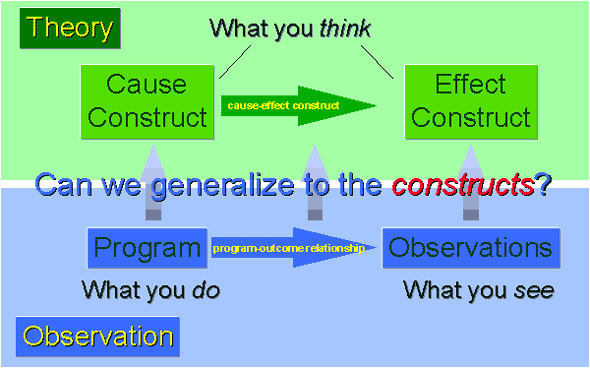 Theory
What you think
Cause
Construct
cause-effect construct
Effect
Construct
Can we generalize to the constructs?
Program
program-outcome relationship
Observations
What you do
What you see
Observation